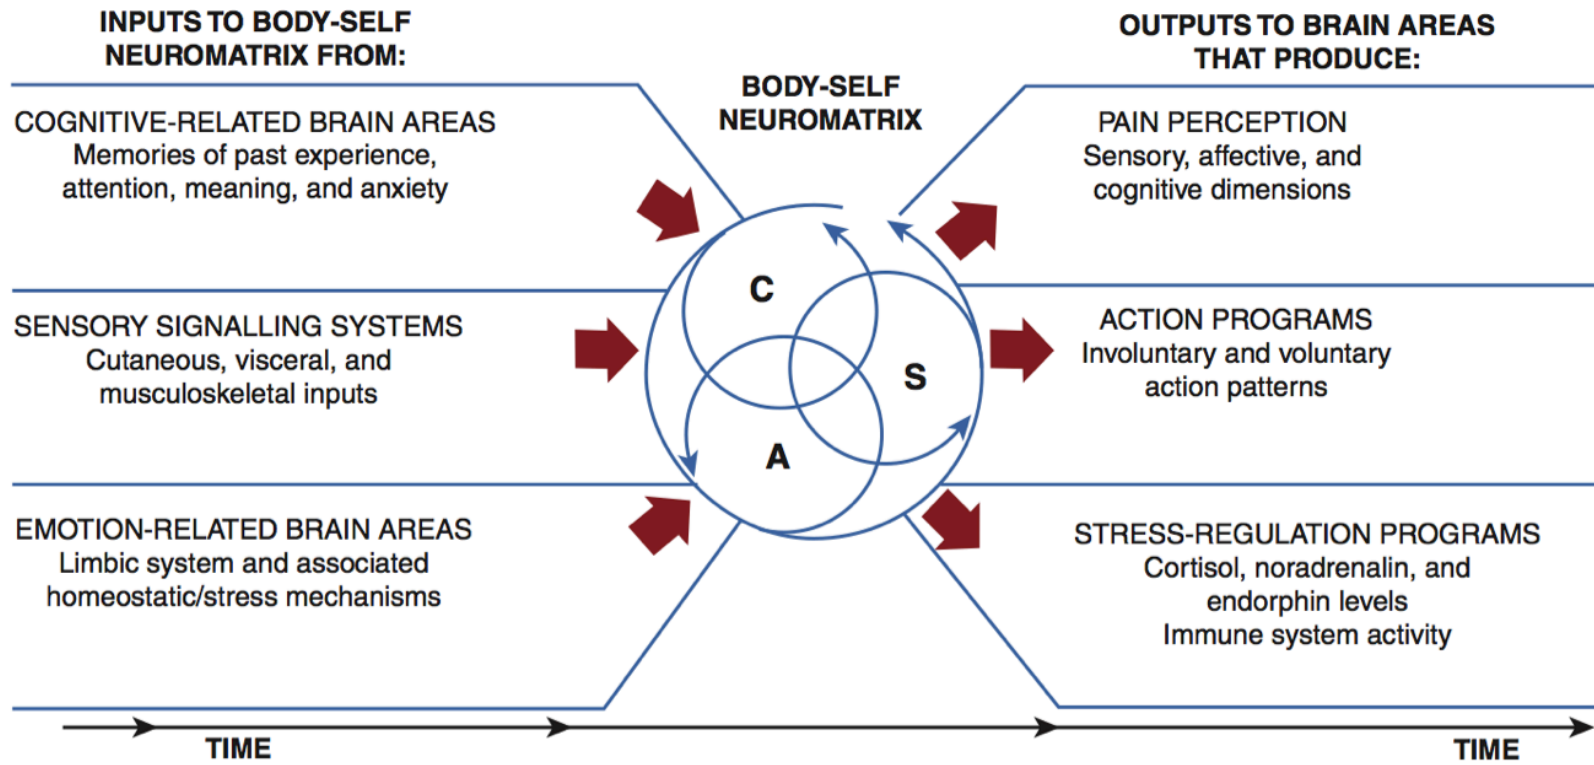 INPUTS TO BODY-SELF
NEUROMATRIX FROM:
COGNITIVE-RELATED BRAIN AREAS
Memories of past experience,
attention, meaning, and anxiety
SENSORY SIGNALLING SYSTEMS
Cutaneous, visceral, and
musculoskeletal inputs
EMOTION-RELATED BRAIN AREAS
Limbic system and associated
homeostatic/stress mechanisms
BODY-SELF
NEUROMATRIX
C
S
A
OUTPUTS TO BRAIN AREAS
THAT PRODUCE:
PAIN PERCEPTION
Sensory, affective, and
cognitive dimensions
ACTION PROGRAMS
Involuntary and voluntary
action patterns
STRESS-REGULATION PROGRAMS
Cortisol, noradrenalin, and
endorphin levels
Immune system activity
TIME
TIME